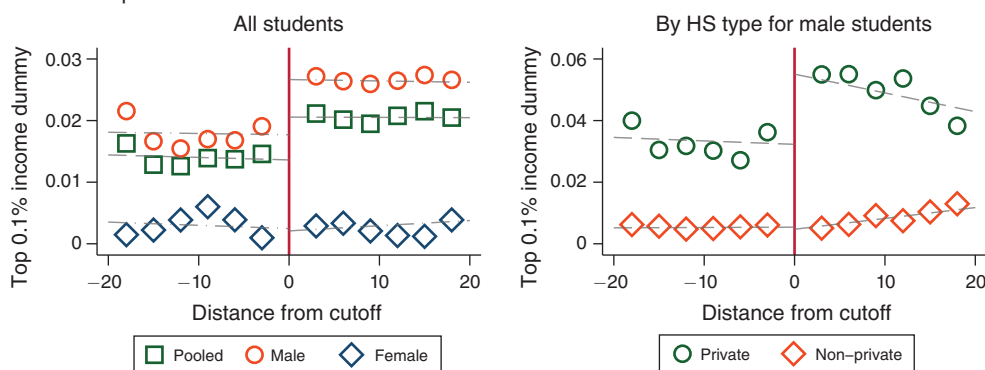 All students
Top 0.1% income dummy
0.03
0.02
0.01
0
−20
−10
0
10
20
Distance from cutoff
Pooled
Male
Female
By HS type for male students
Top 0.1% income dummy
0.06
0.04
0.02
0
−20
−10
0
10
20
Distance from cutoff
Private
Non−private